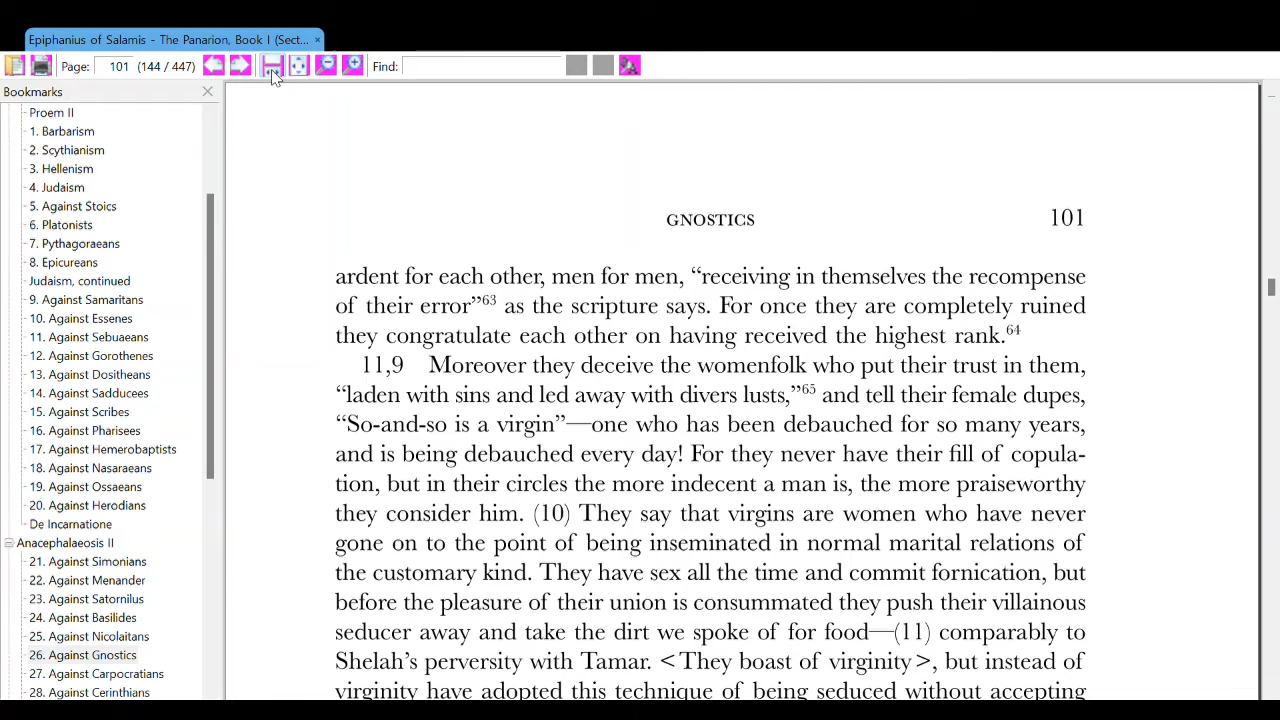 Epiphanius of Salamis - The Panarion, Book I (Sect...
Page: 101 (144 / 447) Find:
Bookmarks
Proem II
1. Barbarism
2. Scythianism
3. Hellenism
4. Judaism
5. Against Stoics
6. Platonists
7. Pythagoraeans
8. Epicureans
Judaism, continued
9. Against Samaritans
10. Against Essenes
11. Against Sebuaeans
12. Against Gorothenes
13. Against Dositheans
14. Against Sadducees
15. Against Scribes
16. Against Pharisees
17. Against Hemerobaptists
18. Against Nasaraeans
19. Against Ossaeans
20. Against Herodians
De Incarnatione
Anacephalaeosis II
21. Against Simonians
22. Against Menander
23. Against Satornilus
24. Against Basilides
25. Against Nicolaitans
26. Against Gnostics
27. Against Carpocratians
28. Against Cerinthians
GNOSTICS 101
ardent for each other, men for men, “receiving in themselves the recompense
of their error”63 as the scripture says. For once they are completely ruined
they congratulate each other on having received the highest rank.64
11,9 Moreover they deceive the womenfolk who put their trust in them,
“laden with sins and led away with divers lusts,”65 and tell their female dupes,
“So-and-so is a virgin”—one who has been debauched for so many years,
and is being debauched every day! For they never have their fill of copula-
tion, but in their circles the more indecent a man is, the more praiseworthy
they consider him. (10) They say that virgins are women who have never
gone on to the point of being inseminated in normal marital relations of
the customary kind. They have sex all the time and commit fornication, but
before the pleasure of their union is consummated they push their villainous
seducer away and take the dirt we spoke of for food—(11) comparably to
Shelah’s perversity with Tamar. <They boast of virginity>, but instead of
virginity have adopted this technique of being seduced without accepting